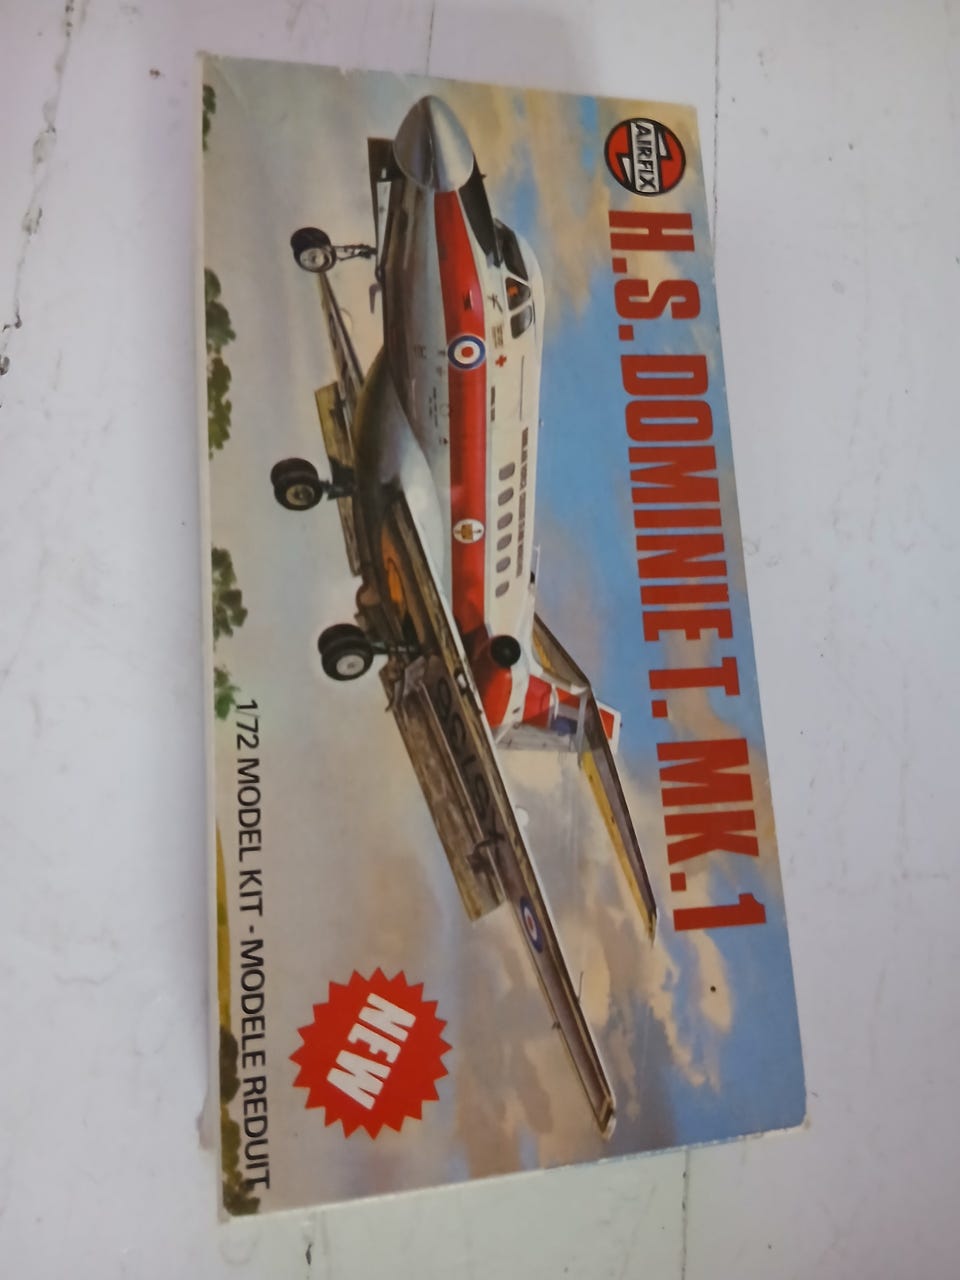 AIRFIX
H.S. DOMINIE T. MK.1
NEW
1/72 MODEL KIT - MODELE REDUIT